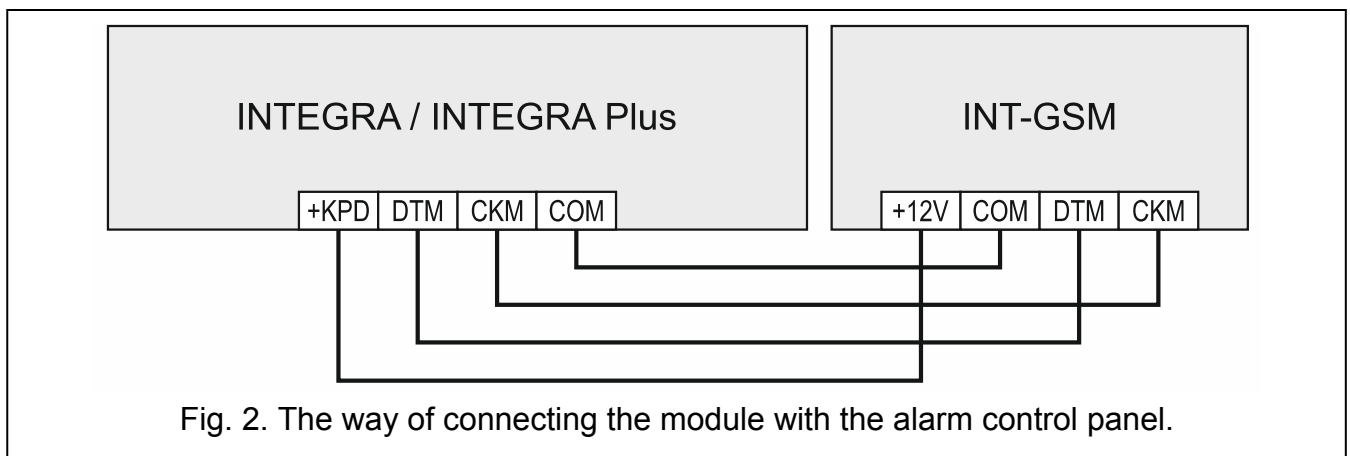 INTEGRA / INTEGRA Plus
INT-GSM
+KPD DTM CKM COM
+12V COM DTM CKM
Fig. 2. The way of connecting the module with the alarm control panel.